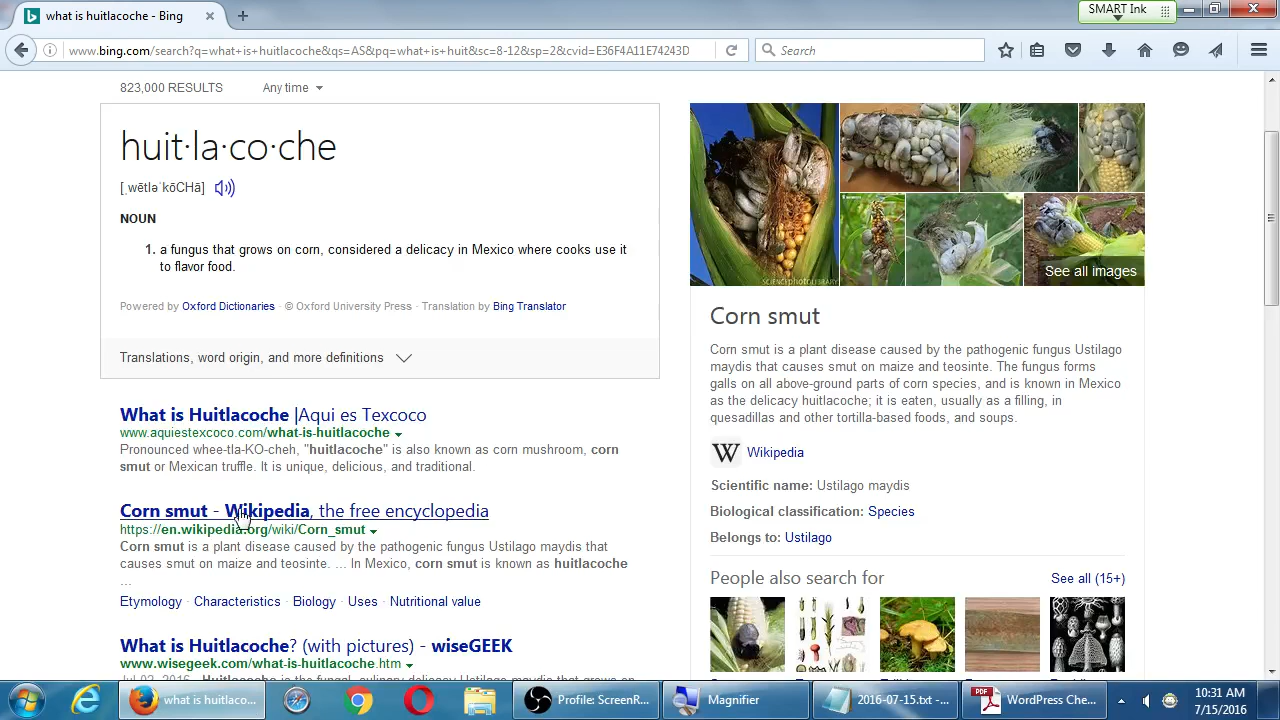 what is huitlacoche - Bing
SMART Ink
www.bing.com/search?q=what+is+huitlacoche&qs=AS&pq=what+is+huit&sc=8-12&sp=2&cvid=E36F4A11E74243D
Search
823,000 RESULTS Any time
huit·la·co·che
[ˌwētləˈkōCHā]
NOUN
1. a fungus that grows on corn, considered a delicacy in Mexico where cooks use it
to flavor food.
Powered by Oxford Dictionaries · © Oxford University Press · Translation by Bing Translator
Translations, word origin, and more definitions
What is Huitlacoche |Aqui es Texcoco
www.aquiestexcoco.com/what-is-huitlacoche
Pronounced whee-tla-KO-cheh, "huitlacoche" is also known as corn mushroom, corn
smut or Mexican truffle. It is unique, delicious, and traditional.
Corn smut - Wikipedia, the free encyclopedia
https://en.wikipedia.org/wiki/Corn_smut
Corn smut is a plant disease caused by the pathogenic fungus Ustilago maydis that
causes smut on maize and teosinte. ... In Mexico, corn smut is known as huitlacoche
...
Etymology · Characteristics · Biology · Uses · Nutritional value
What is Huitlacoche? (with pictures) - wiseGEEK
www.wisegeek.com/what-is-huitlacoche.htm
SCIENCEPHOTOLIBRARY
See all images
Corn smut
Corn smut is a plant disease caused by the pathogenic fungus Ustilago
maydis that causes smut on maize and teosinte. The fungus forms
galls on all above-ground parts of corn species, and is known in Mexico
as the delicacy huitlacoche; it is eaten, usually as a filling, in
quesadillas and other tortilla-based foods, and soups.
W Wikipedia
Scientific name: Ustilago maydis
Biological classification: Species
Belongs to: Ustilago
People also search for See all (15+)
what is huitlaco...
Profile: ScreenR...
Magnifier
2016-07-15.txt -...
PDF
WordPress Che...
10:31 AM
7/15/2016